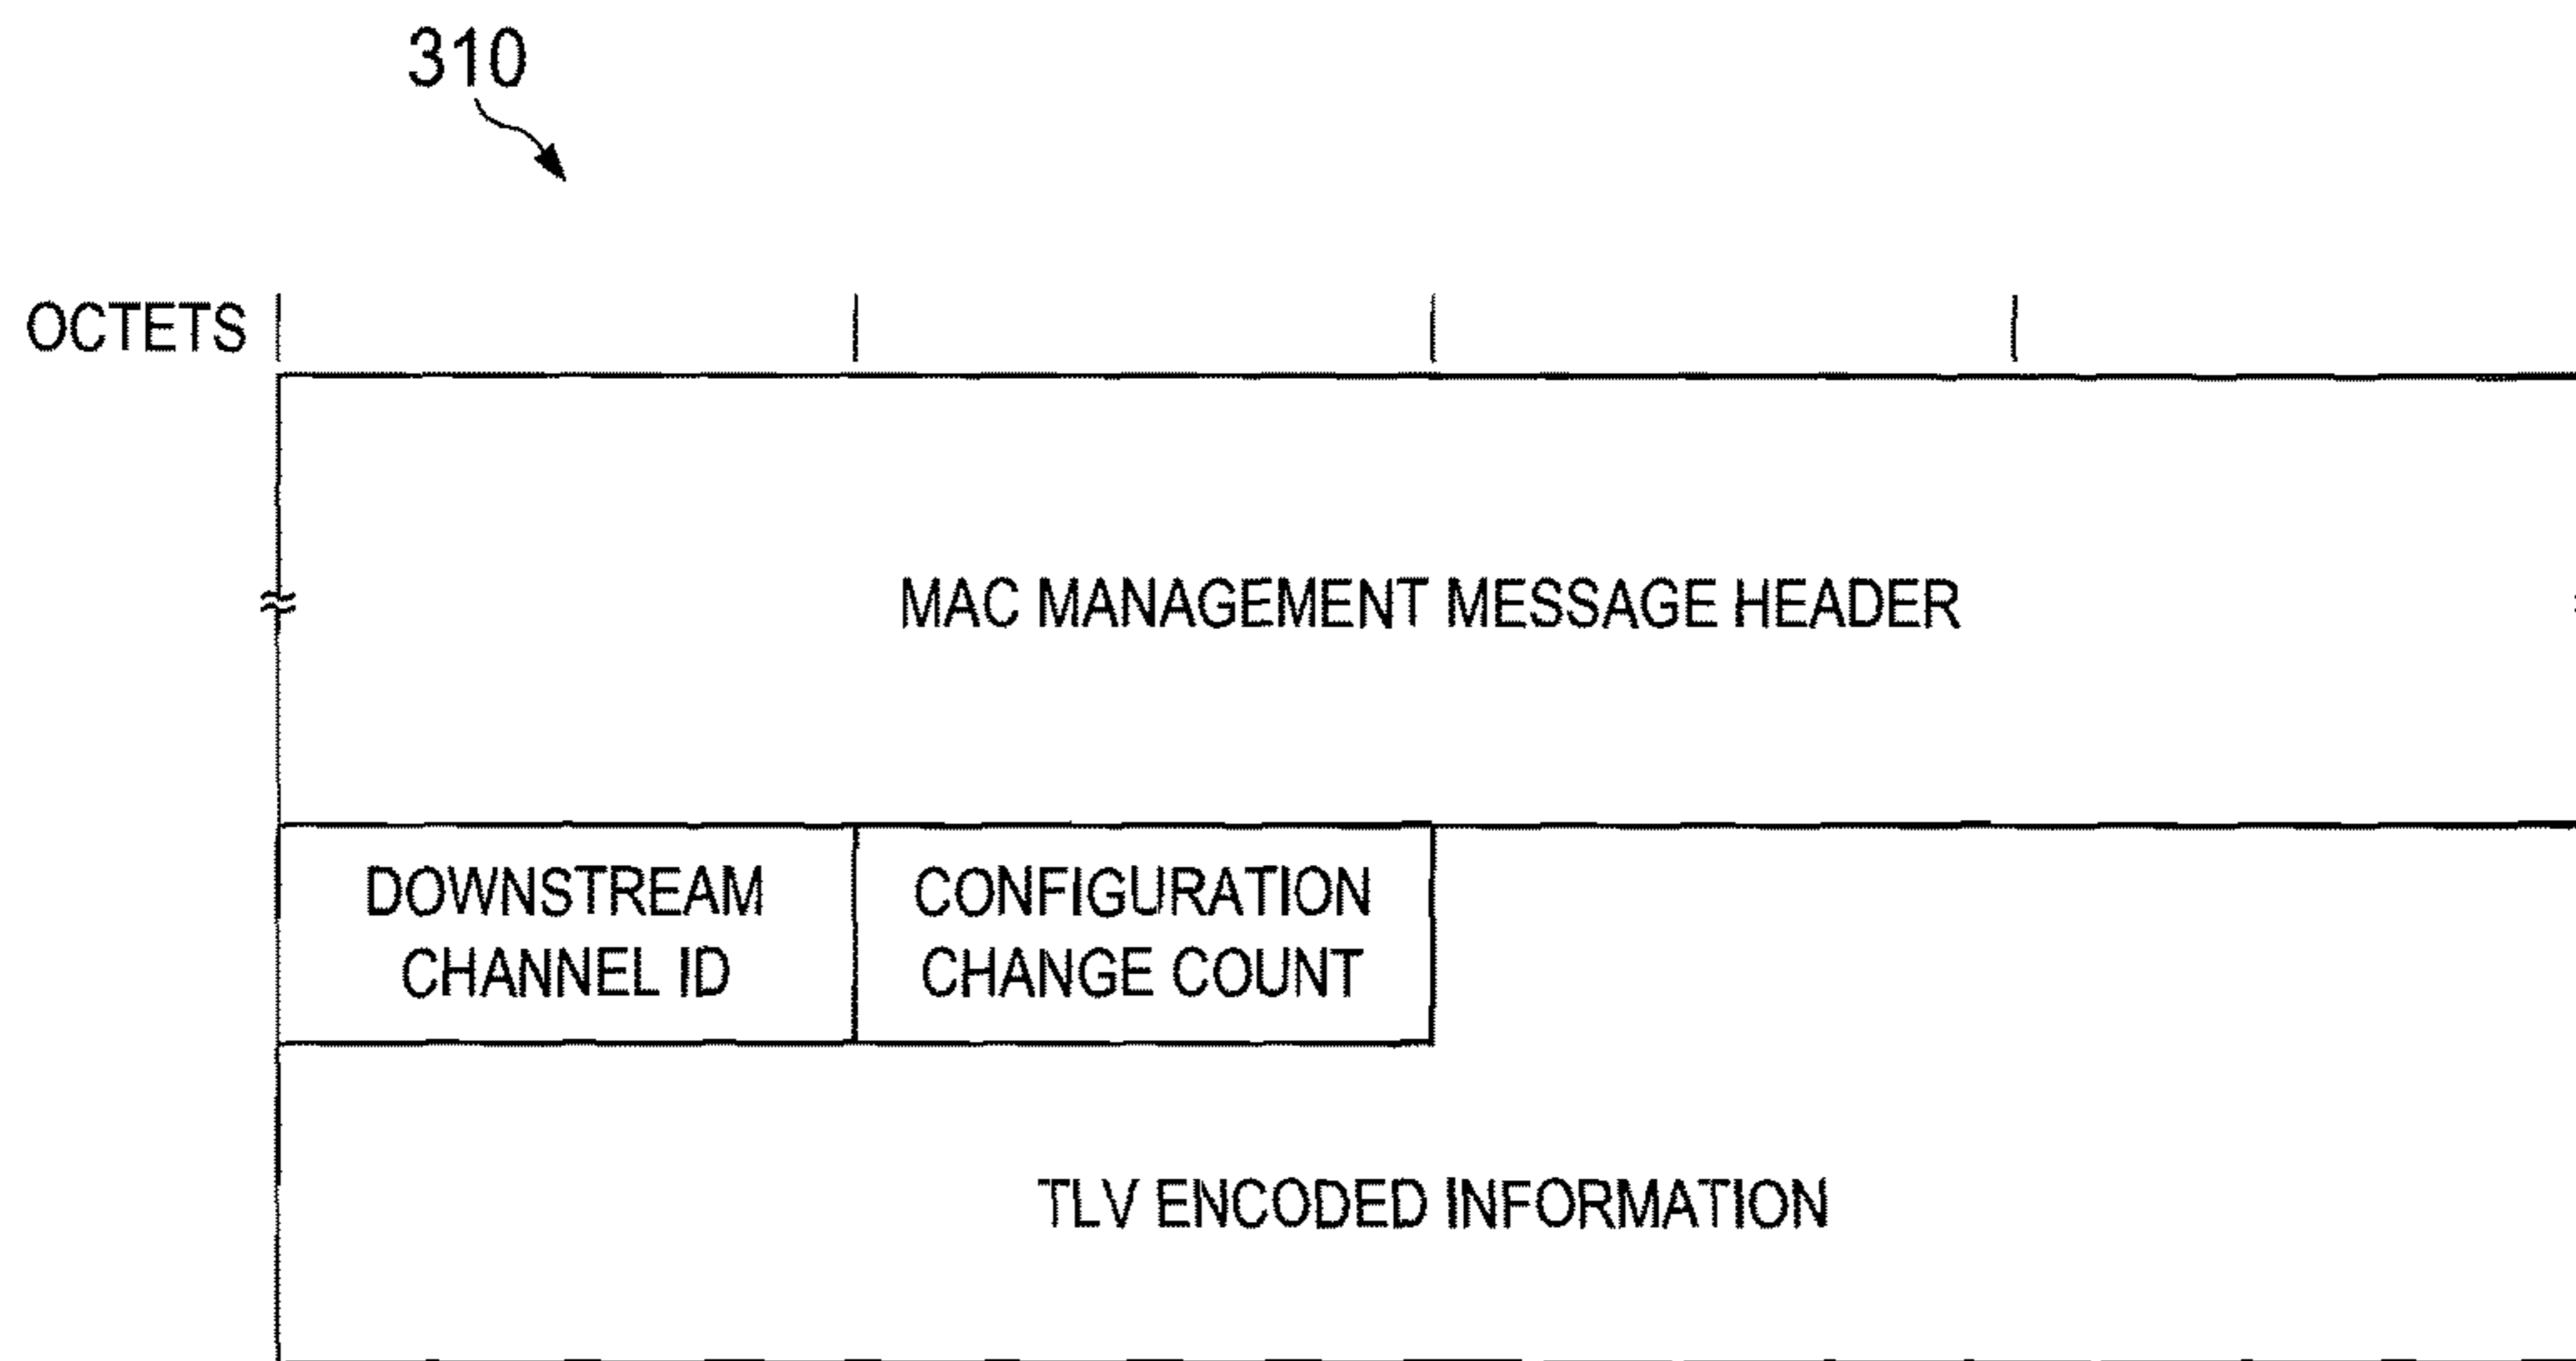 310
OCTETS
MAC MANAGEMENT MESSAGE HEADER
DOWNSTREAM
CHANNEL ID
CONFIGURATION
CHANGE COUNT
TLV ENCODED INFORMATION